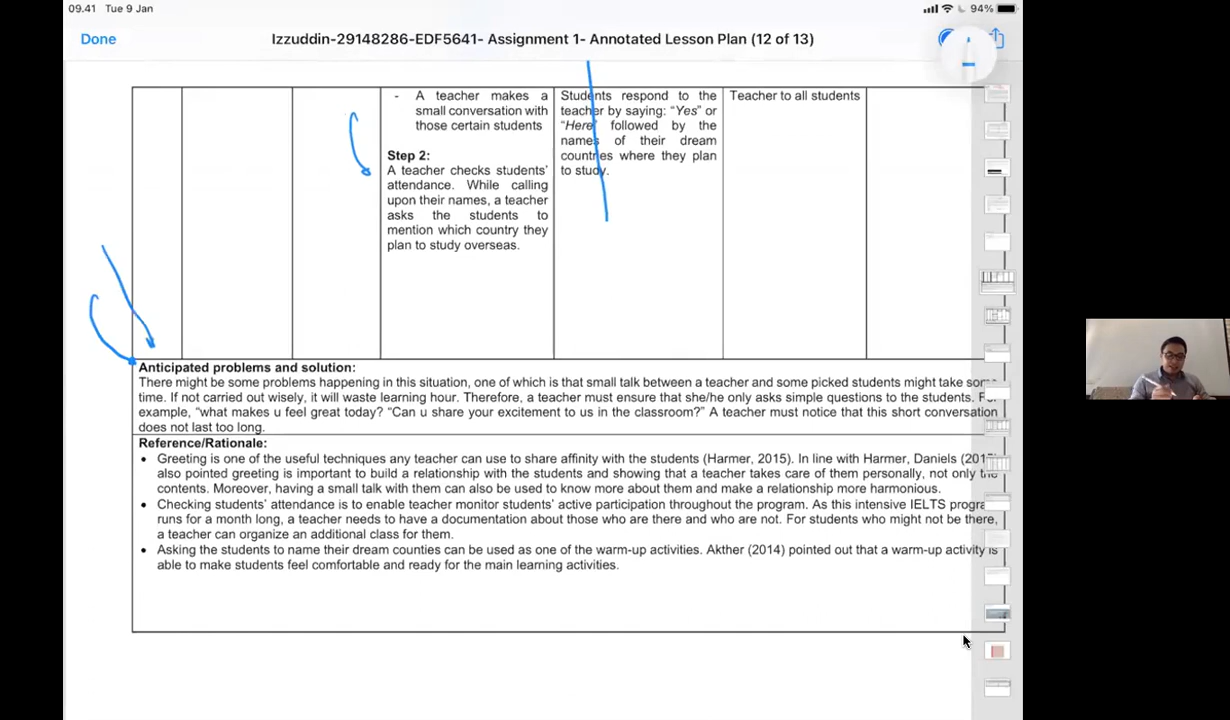 09.41 Tue 9 Jan
94%
Done
Izzuddin-29148286-EDF5641- Assignment 1- Annotated Lesson Plan (12 of 13)
- A teacher makes a
small conversation with
those certain students
Step 2:
A teacher checks students'
attendance. While calling
upon their names, a teacher
asks the students to
mention which country they
plan to study overseas.
Students respond to the
teacher by saying: "Yes" or
"Here" followed by the
names of their dream
countries where they plan
to study.
Teacher to all students
Anticipated problems and solution:
There might be some problems happening in this situation, one of which is that small talk between a teacher and some picked students might take some
time. If not carried out wisely, it will waste learning hour. Therefore, a teacher must ensure that she/he only asks simple questions to the students. For
example, "what makes u feel great today? "Can u share your excitement to us in the classroom?" A teacher must notice that this short conversation
does not last too long.
Reference/Rationale:
• Greeting is one of the useful techniques any teacher can use to share affinity with the students (Harmer, 2015). In line with Harmer, Daniels
also pointed greeting is important to build a relationship with the students and showing that a teacher takes care of them personally, not only the
contents. Moreover, having a small talk with them can also be used to know more about them and make a relationship more harmonious.
• Checking students' attendance is to enable teacher monitor students' active participation throughout the program. As this intensive IELTS program
runs for a month long, a teacher needs to have a documentation about those who are there and who are not. For students who might not be there,
a teacher can organize an additional class for them.
• Asking the students to name their dream counties can be used as one of the warm-up activities. Akther (2014) pointed out that a warm-up activity is
able to make students feel comfortable and ready for the main learning activities.